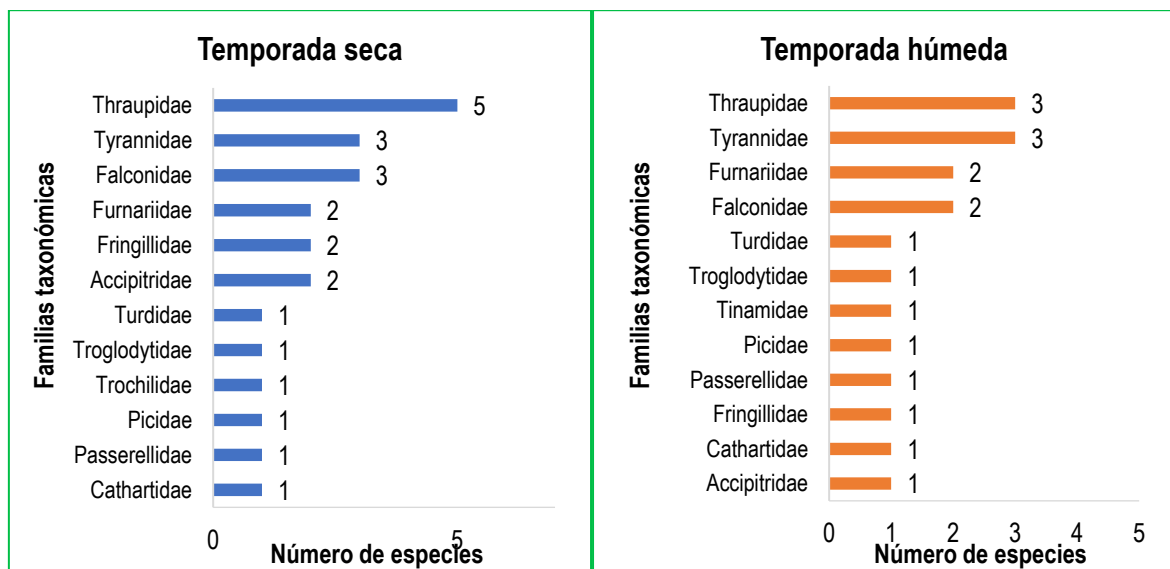 Temporada seca
Familias taxonómicas
Thraupidae 5
Tyrannidae 3
Falconidae 3
Furnariidae 2
Fringillidae 2
Accipitridae 2
Turdidae 1
Troglodytidae 1
Trochilidae 1
Picidae 1
Passerellidae 1
Cathartidae 1
0 5
Número de especies
Temporada húmeda
Familias taxonómicas
Thraupidae 3
Tyrannidae 3
Furnariidae 2
Falconidae 2
Turdidae 1
Troglodytidae 1
Tinamidae 1
Picidae 1
Passerellidae 1
Fringillidae 1
Cathartidae 1
Accipitridae 1
0 1 2 3 4 5
Número de especies